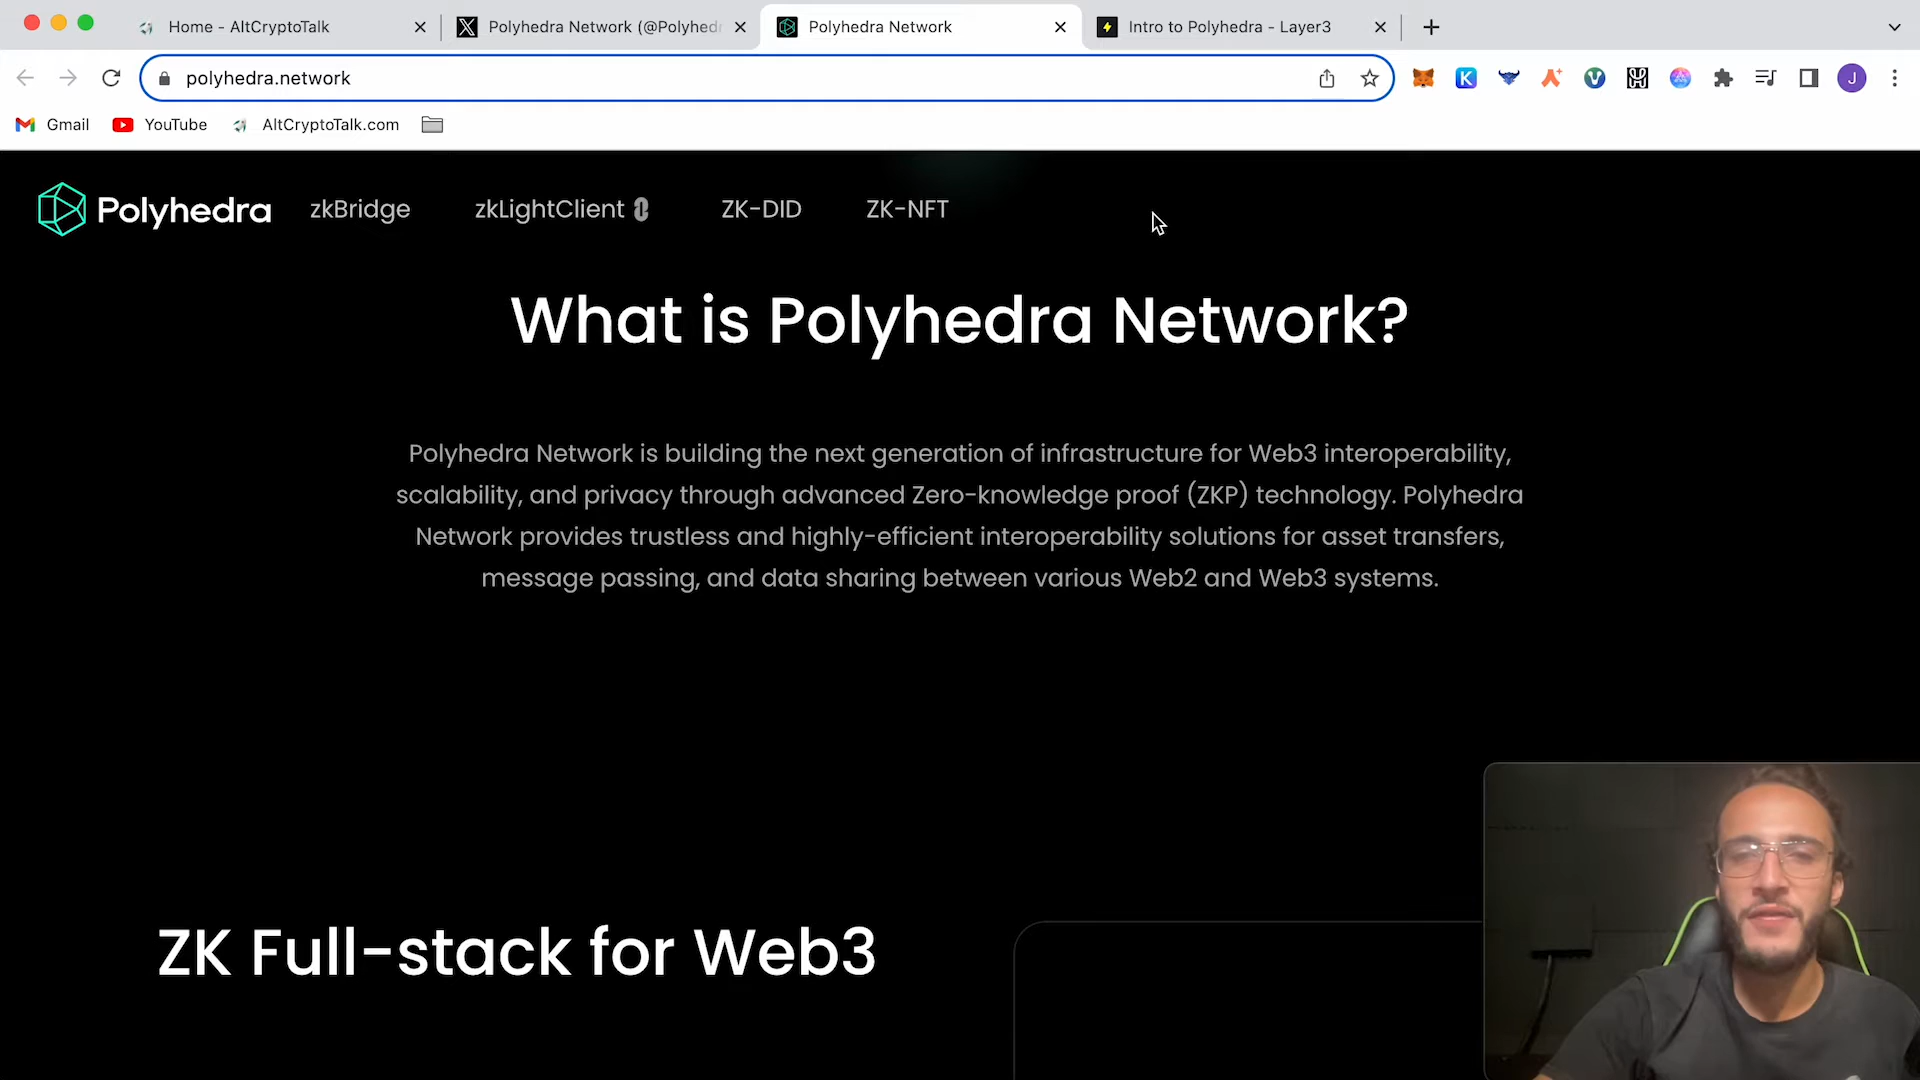 Home - AltCryptoTalk
Polyhedra Network (@Polyhed
Polyhedra Network
Intro to Polyhedra - Layer3
polyhedra.network
K
J
Gmail
YouTube
AltCryptoTalk.com
Polyhedra
zkBridge
zkLightClient
ZK-DID
ZK-NFT
What is Polyhedra Network?
Polyhedra Network is building the next generation of infrastructure for Web3 interoperability,
scalability, and privacy through advanced Zero-knowledge proof (ZKP) technology. Polyhedra
Network provides trustless and highly-efficient interoperability solutions for asset transfers,
message passing, and data sharing between various Web2 and Web3 systems.
ZK Full-stack for Web3